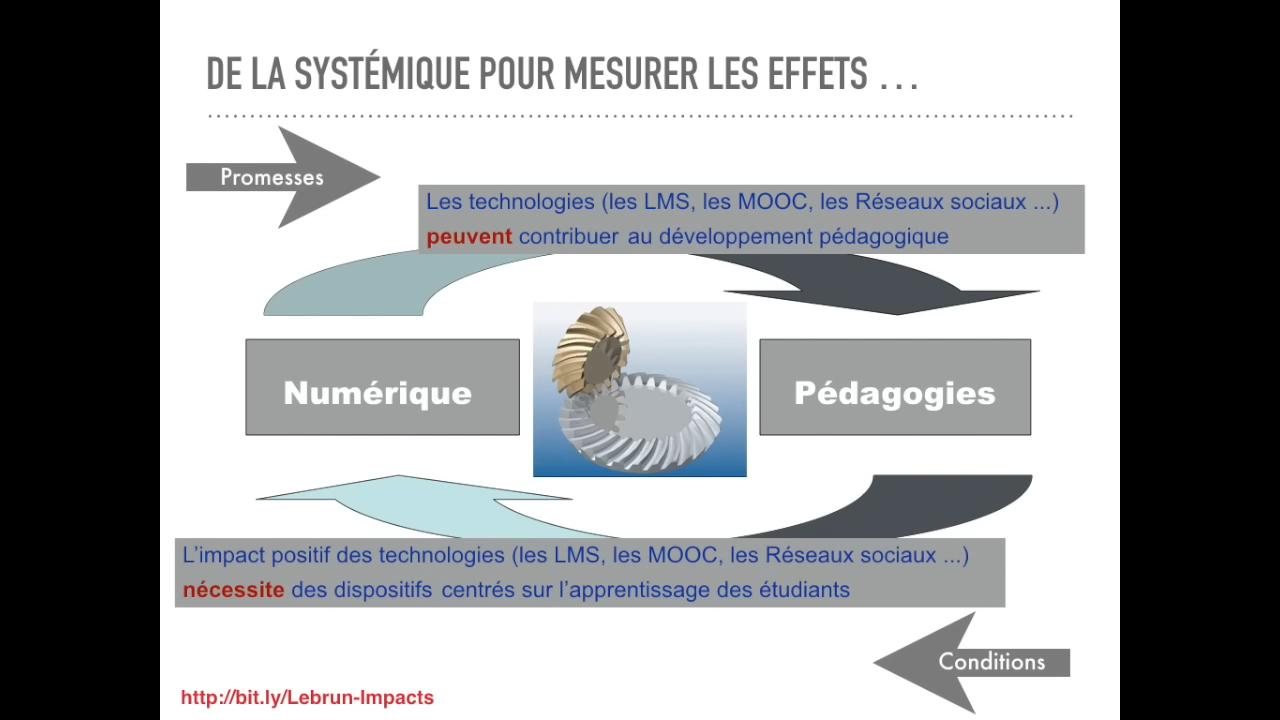 DE LA SYSTÉMIQUE POUR MESURER LES EFFETS ...
Promesses
Les technologies (les LMS, les MOOC, les Réseaux sociaux ...)
peuvent contribuer au développement pédagogique
Numérique
Pédagogies
L'impact positif des technologies (les LMS, les MOOC, les Réseaux sociaux ...)
nécessite des dispositifs centrés sur l'apprentissage des étudiants
Conditions
http://bit.ly/Lebrun-Impacts